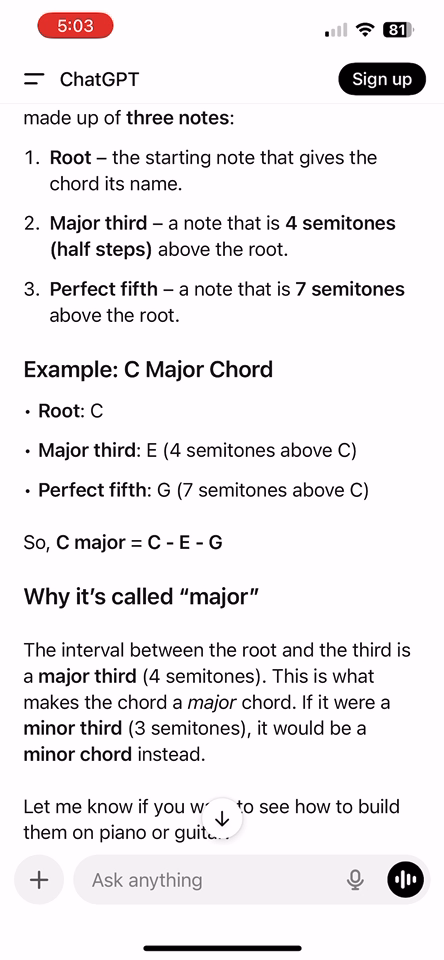 5:03
81
ChatGPT
Sign up
made up of three notes:
1. Root – the starting note that gives the
chord its name.
2. Major third – a note that is 4 semitones
(half steps) above the root.
3. Perfect fifth – a note that is 7 semitones
above the root.
Example: C Major Chord
• Root: C
• Major third: E (4 semitones above C)
• Perfect fifth: G (7 semitones above C)
So, C major = C - E - G
Why it's called “major”
The interval between the root and the third is
a major third (4 semitones). This is what
makes the chord a major chord. If it were a
minor third (3 semitones), it would be a
minor chord instead.
Let me know if you to see how to build
them on piano or
Ask anything